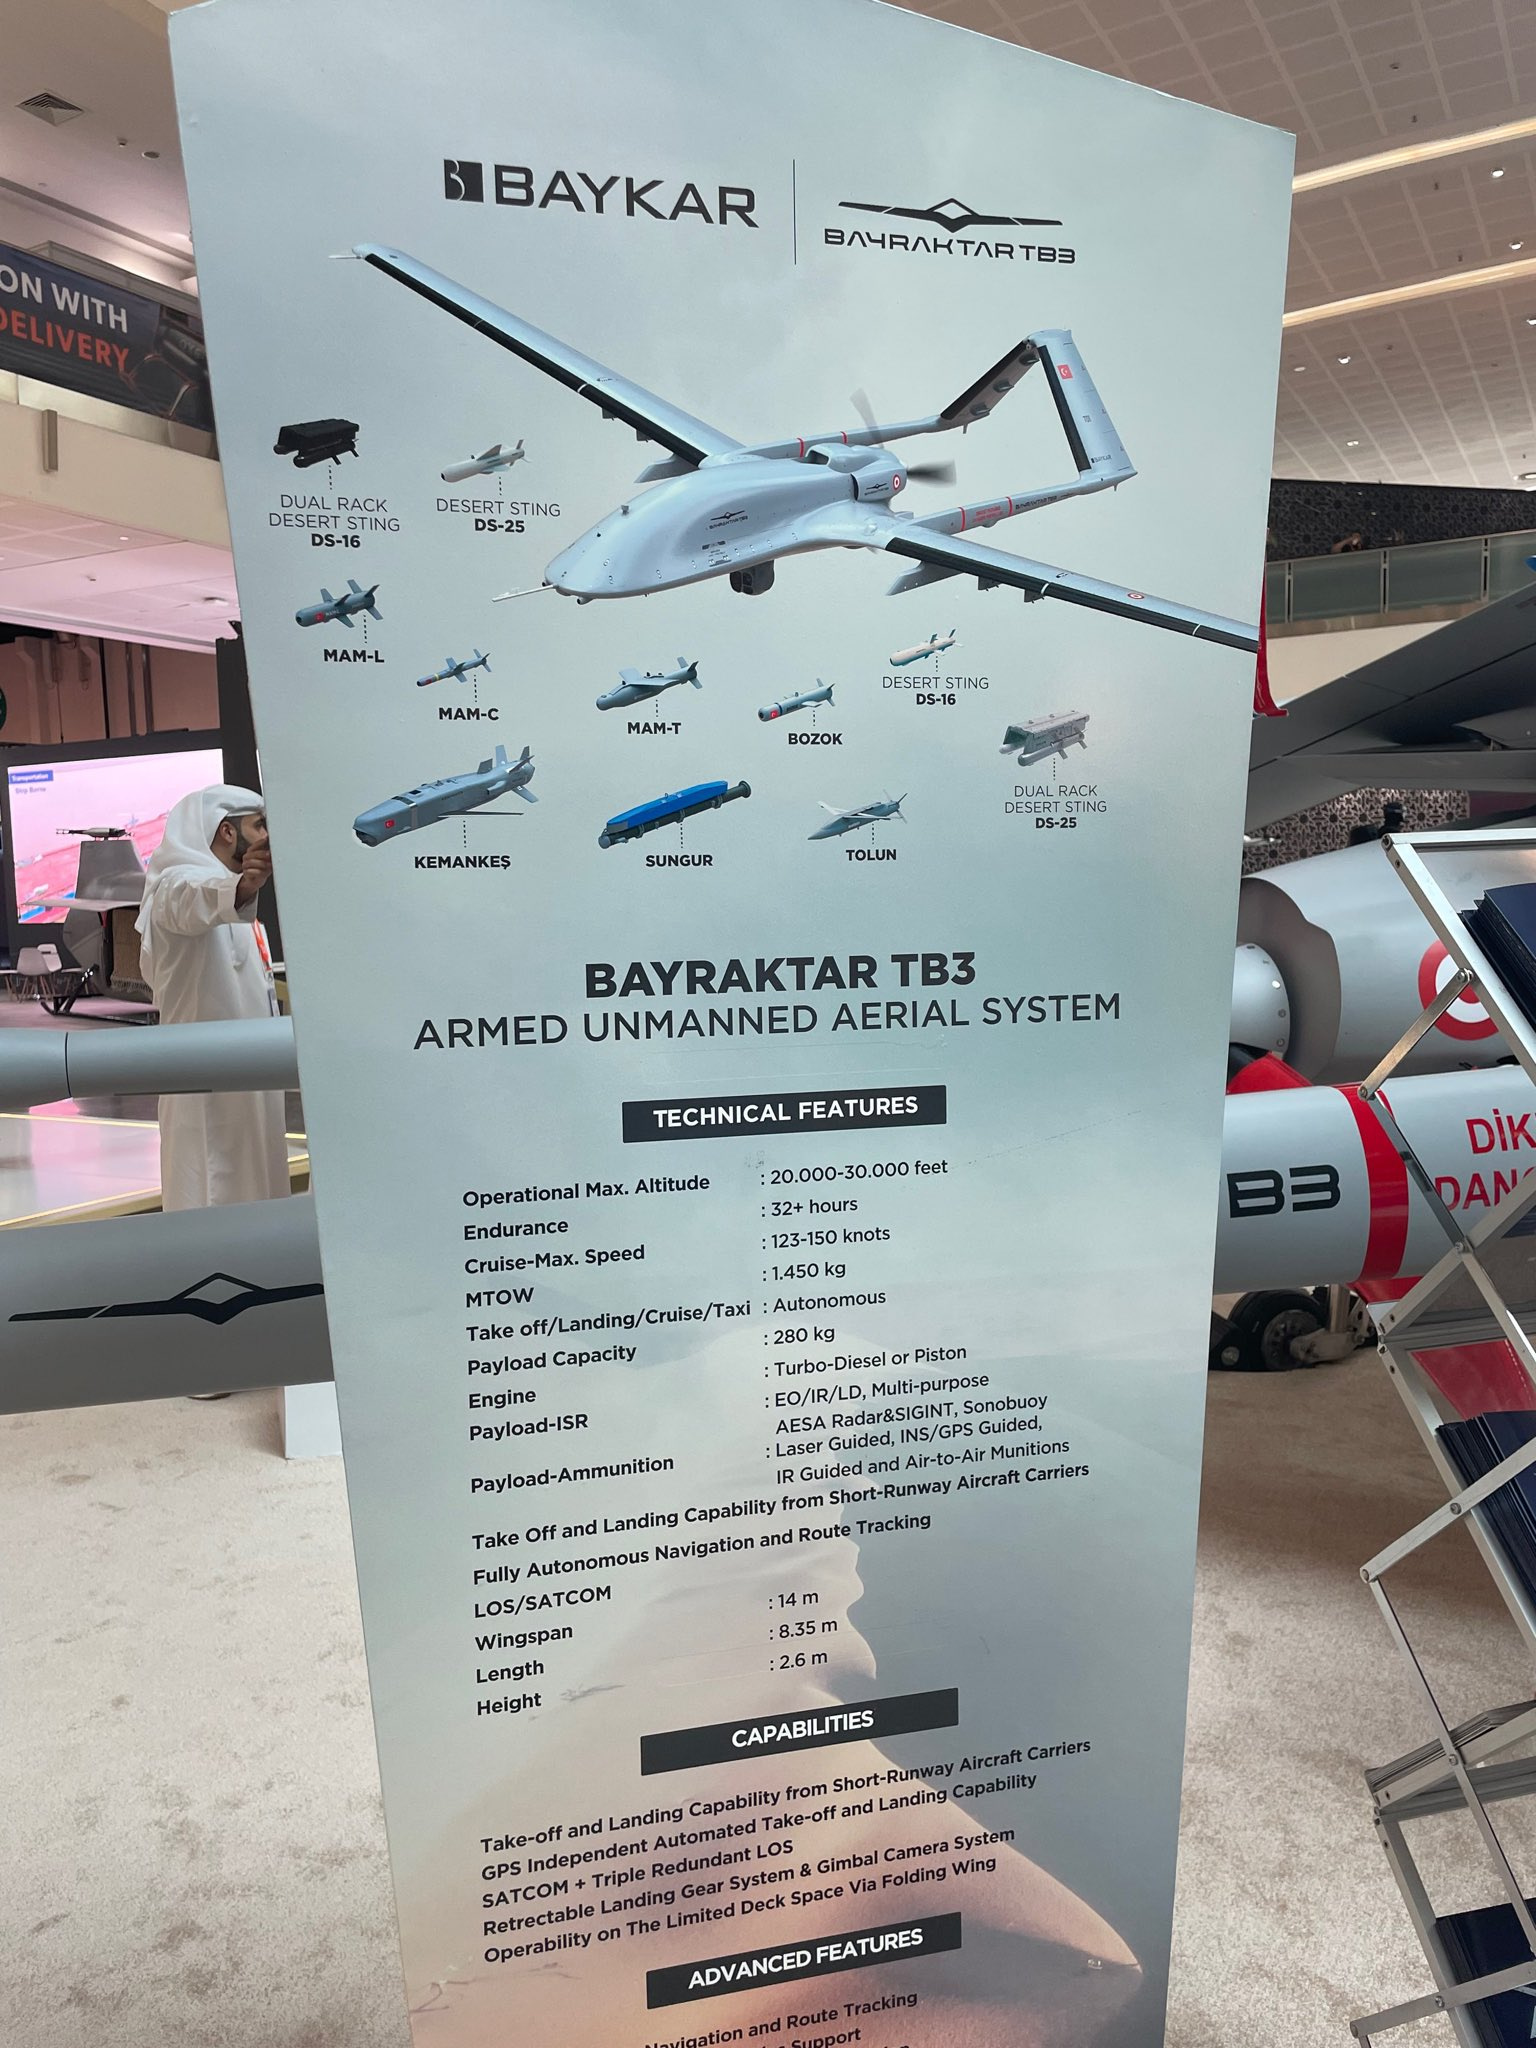 BAYKAR
BAYRAKTAR TB3
ON WITH
DELIVERY
DUAL RACK
DESERT STING
DS-16
DESERT STING
DS-25
MAM-L
MAM-C
MAM-T
BOZOK
DESERT STING
DS-16
DUAL RACK
DESERT STING
DS-25
KEMANKEŞ
SUNGUR
TOLUN
BAYRAKTAR TB3
BAYKAR
BAYRAKTAR TB3
Transportation
BAYRAKTAR TB3
ARMED UNMANNED AERIAL SYSTEM
TECHNICAL FEATURES
Operational Max. Altitude : 20.000-30.000 feet
Endurance : 32+ hours
Cruise-Max. Speed : 123-150 knots
MTOW : 1.450 kg
Take off/Landing/Cruise/Taxi : Autonomous
Payload Capacity : 280 kg
Engine : Turbo-Diesel or Piston
Payload-ISR : EO/IR/LD, Multi-purpose
AESA Radar&SIGINT, Sonobuoy
Payload-Ammunition : Laser Guided, INS/GPS Guided,
IR Guided and Air-to-Air Munitions
Take Off and Landing Capability from Short-Runway Aircraft Carriers
Fully Autonomous Navigation and Route Tracking
LOS/SATCOM
Wingspan : 14 m
Length : 8.35 m
Height : 2.6 m
CAPABILITIES
Take-off and Landing Capability from Short-Runway Aircraft Carriers
GPS Independent Automated Take-off and Landing Capability
SATCOM + Triple Redundant LOS
Retrectable Landing Gear System & Gimbal Camera System
Operability on The Limited Deck Space Via Folding Wing
ADVANCED FEATURES
Navigation and Route Tracking
Support
TB3
DİK
DANG